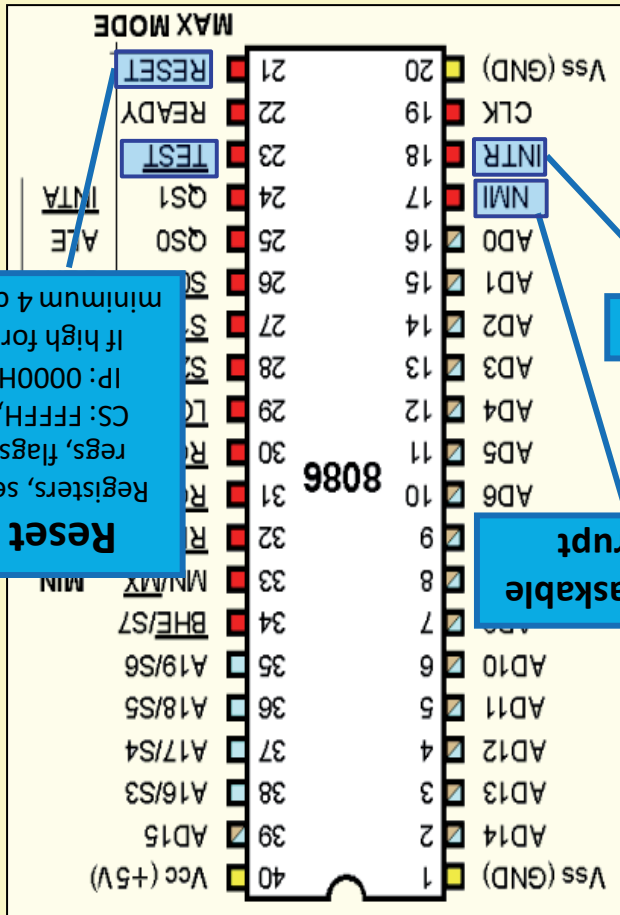 Vss (GND) 1 40 Vcc (+5V)
AD14 2 39 AD15
AD13 3 38 A16/S3
AD12 4 37 A17/S4
AD11 5 36 A18/S5
AD10 6 35 A19/S6
7 34 BHE/S7
8 33 MN/MX MIN
9 32
AD6 10 31
AD5 11 30
AD4 12 29
AD3 13 28 S2
AD2 14 27 S1
AD1 15 26 S0
AD0 16 25 QS0 ALE
NMI 17 24 QS1 INTA
INTR 18 23 TEST
CLK 19 22 READY
Vss (GND) 20 21 RESET
MAX MODE
8086
askable
rupt
Reset
Registers, se
regs, flags
CS: FFFFH,
IP: 0000H
If high for
minimum 4